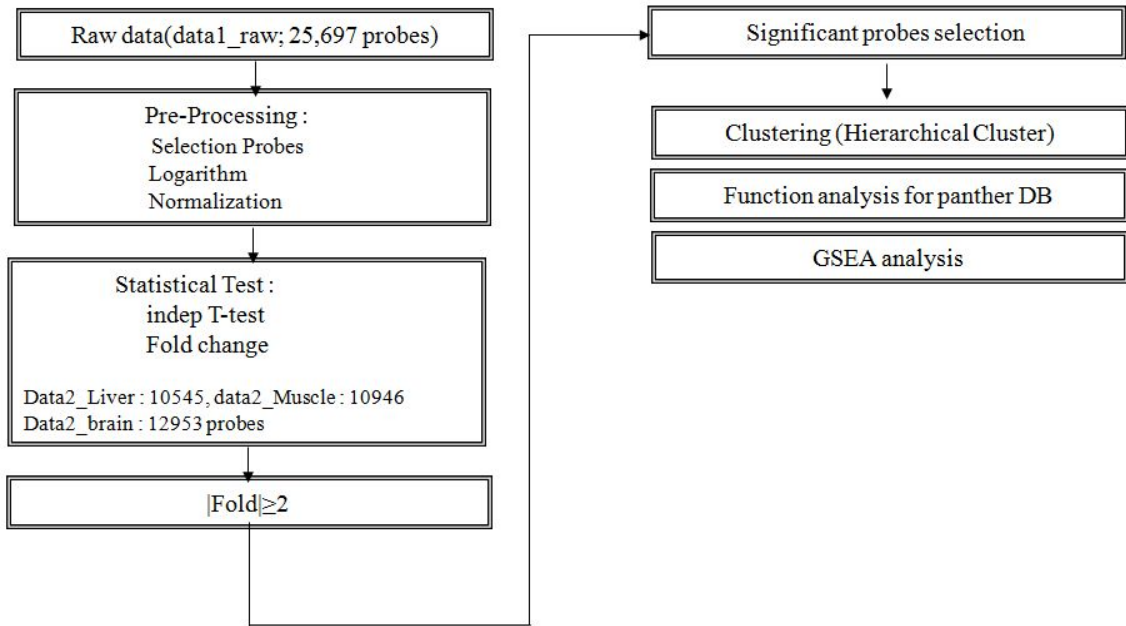 Raw data(data1_raw; 25,697 probes)
Pre-Processing :
Selection Probes
Logarithm
Normalization
Statistical Test :
indep T-test
Fold change
Data2_Liver : 10545, data2_Muscle : 10946
Data2_brain : 12953 probes
|Fold|≥2
Significant probes selection
Clustering (Hierarchical Cluster)
Function analysis for panther DB
GSEA analysis